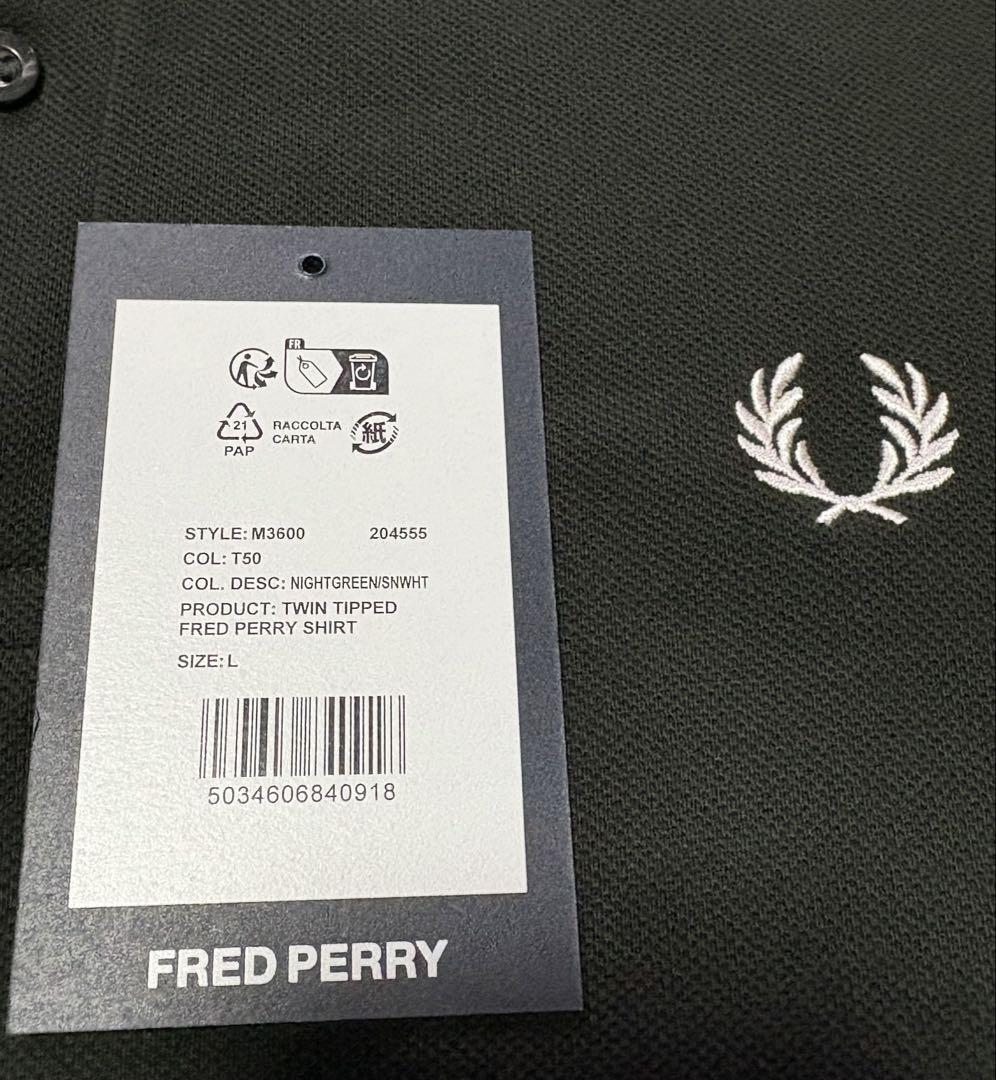 FR
21
PAP
RACCOLTA
CARTA
紙
STYLE: M3600 204555
COL: T50
COL. DESC: NIGHTGREEN/SNWHT
PRODUCT: TWIN TIPPED
FRED PERRY SHIRT
SIZE: L
5034606840918
FRED PERRY